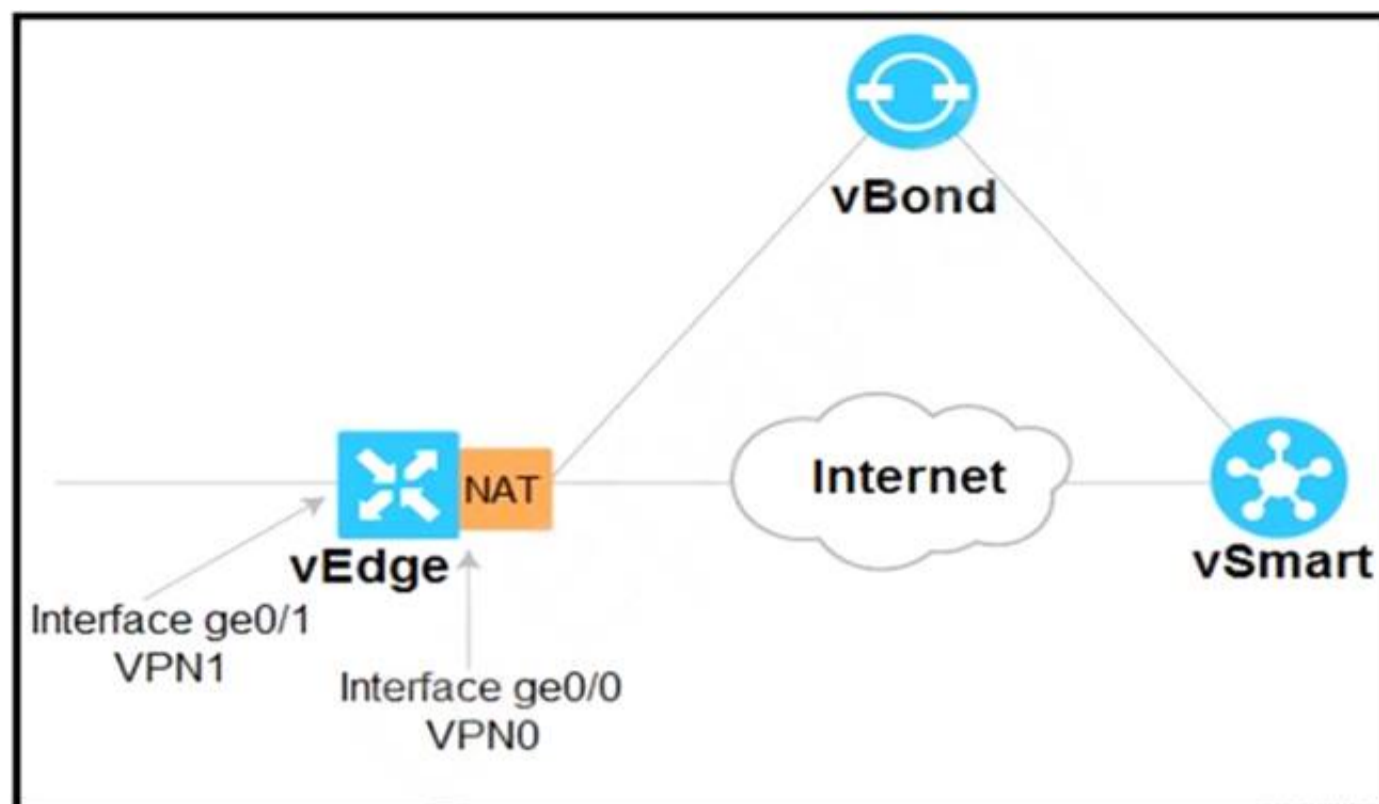 vBond
Internet
NAT
vEdge
vSmart
Interface ge0/1
VPN1
Interface ge0/0
VPN0